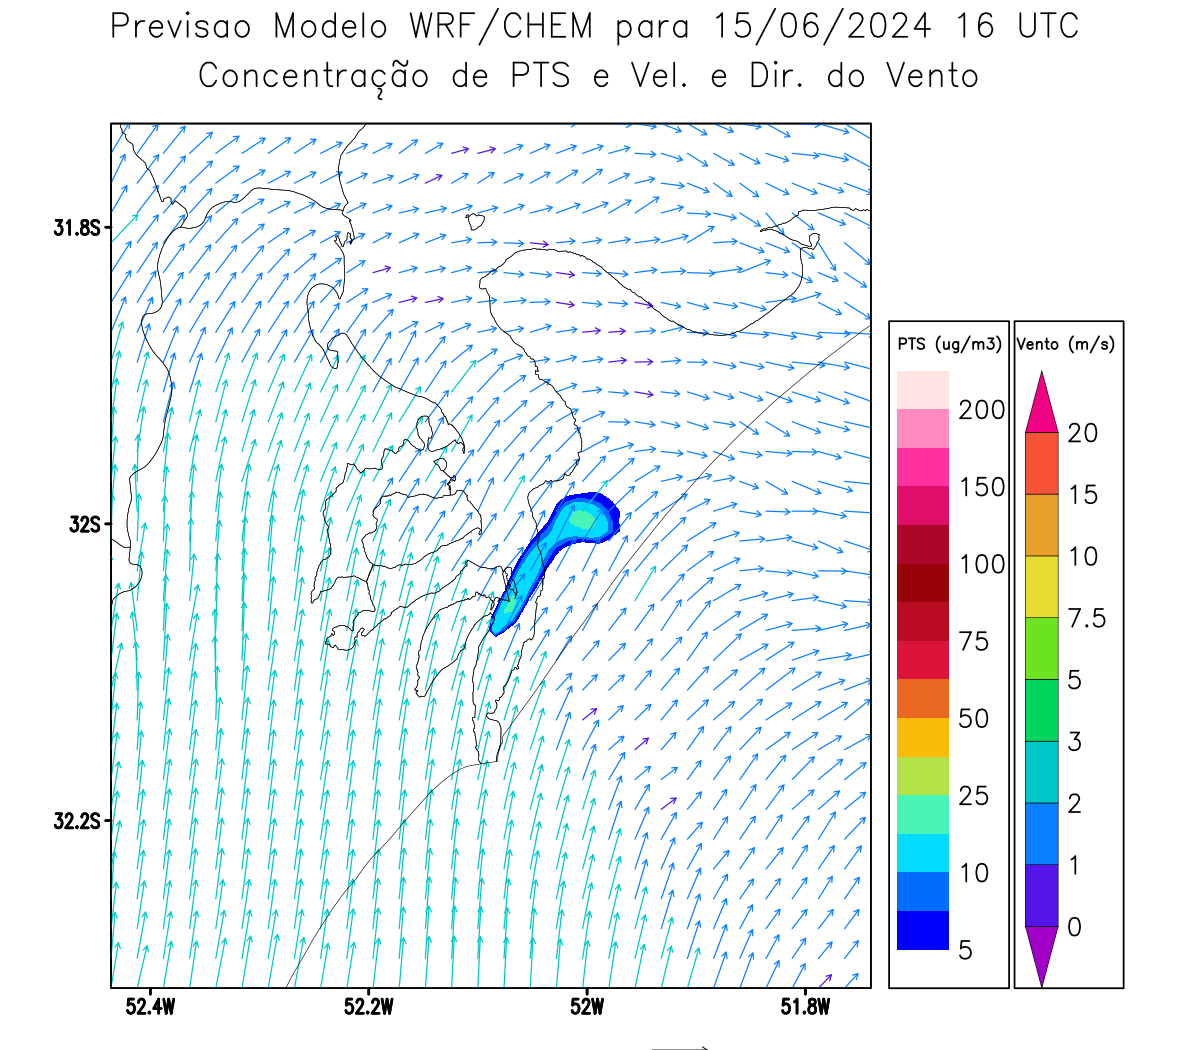 Previsao Modelo WRF/CHEM para 15/06/2024 16 UTC
Concentração de PTS e Vel. e Dir. do Vento
31.8S
32S
32.2S
52.4W 52.2W 52W 51.8W
PTS (ug/m3)
200
150
100
75
50
25
10
5
Vento (m/s)
20
15
10
7.5
5
3
2
1
0